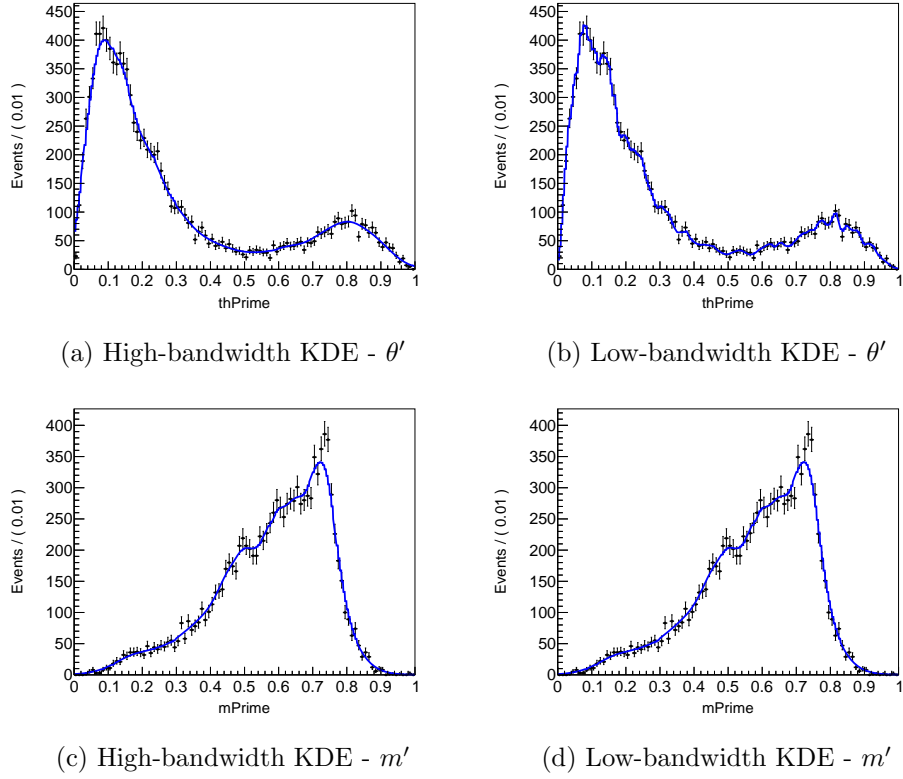 450
400
350
300
250
200
150
100
50
0
Events / ( 0.01 )
0 0.1 0.2 0.3 0.4 0.5 0.6 0.7 0.8 0.9 1
thPrime
(a) High-bandwidth KDE - θ′
450
400
350
300
250
200
150
100
50
0
Events / ( 0.01 )
0 0.1 0.2 0.3 0.4 0.5 0.6 0.7 0.8 0.9 1
thPrime
(b) Low-bandwidth KDE - θ′
400
350
300
250
200
150
100
50
0
Events / ( 0.01 )
0 0.1 0.2 0.3 0.4 0.5 0.6 0.7 0.8 0.9 1
mPrime
(c) High-bandwidth KDE - m′
400
350
300
250
200
150
100
50
0
Events / ( 0.01 )
0 0.1 0.2 0.3 0.4 0.5 0.6 0.7 0.8 0.9 1
mPrime
(d) Low-bandwidth KDE - m′